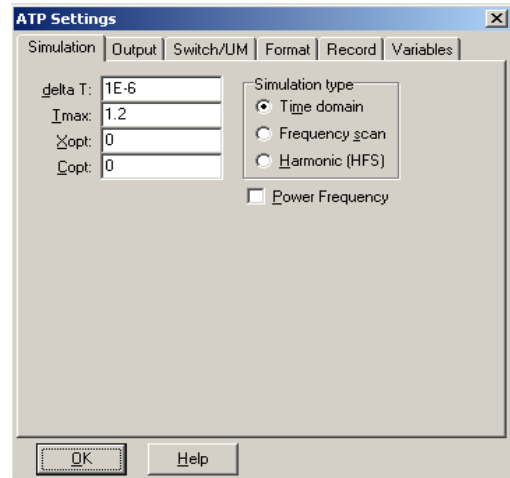 ATP Settings
Simulation Output Switch/UM Format Record Variables
delta T: 1E-6
Tmax: 1.2
Xopt: 0
Copt: 0
Simulation type
Time domain
Frequency scan
Harmonic (HFS)
Power Frequency
OK Help